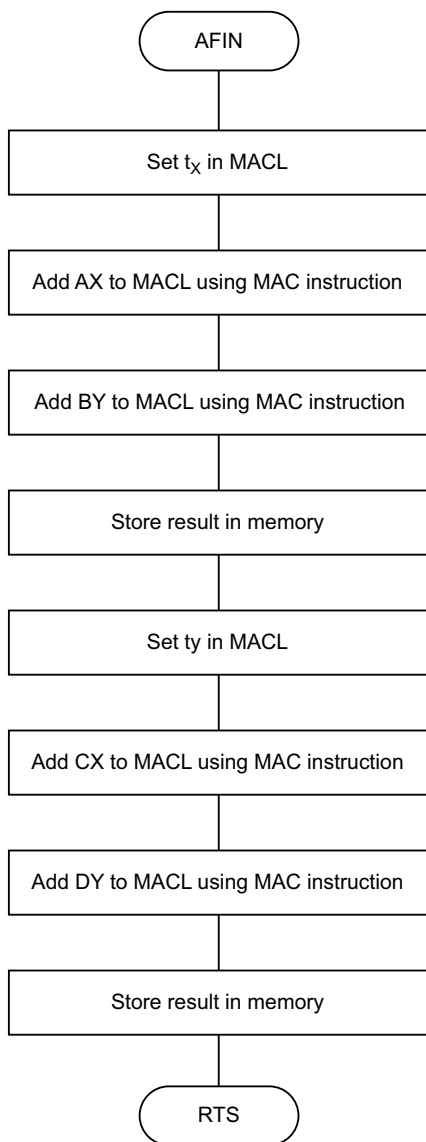 AFIN
Set tX in MACL
Add AX to MACL using MAC instruction
Add BY to MACL using MAC instruction
Store result in memory
Set ty in MACL
Add CX to MACL using MAC instruction
Add DY to MACL using MAC instruction
Store result in memory
RTS